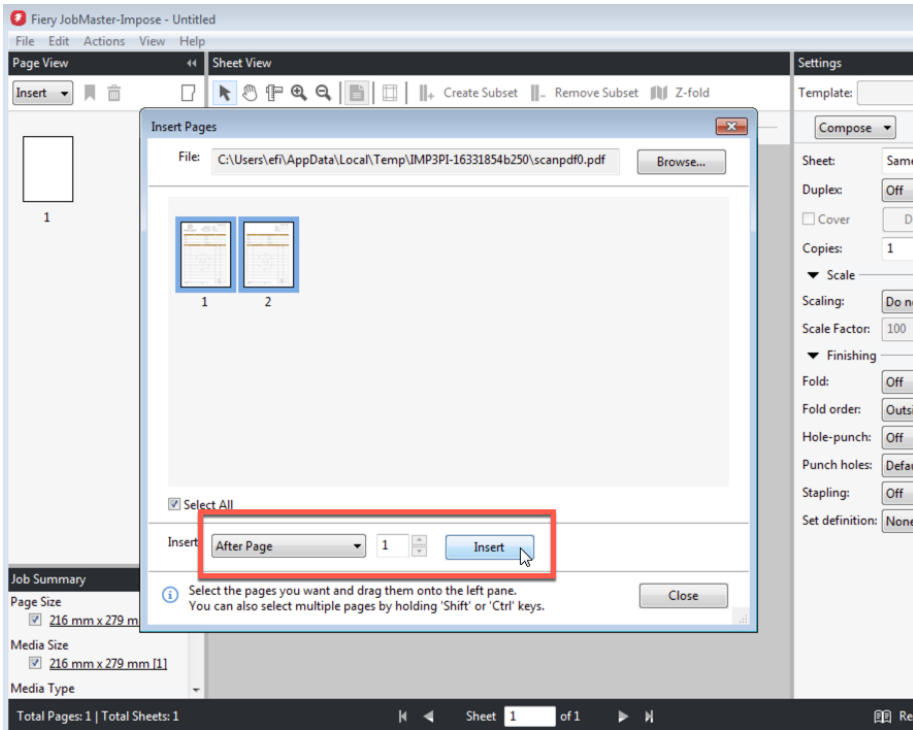 Fiery JobMaster-Impose - Untitled
File Edit Actions View Help
Page View
Sheet View
Settings
Insert
Create Subset
Remove Subset
Z-fold
Template:
Insert Pages
Compose
File:
C:\Users\efi\AppData\Local\Temp\IMP3PI-16331854b250\scanpdf0.pdf
Browse...
Sheet:
Same
Duplex:
Off
Cover
D
Copies:
1
Scale
Scaling:
Do n
Scale Factor:
100
Finishing
Fold:
Off
Fold order:
Outsi
Hole-punch:
Off
Punch holes:
Defau
Stapling:
Off
Set definition:
None
1
1
2
Select All
Insert
After Page
1
Insert
Select the pages you want and drag them onto the left pane.
You can also select multiple pages by holding 'Shift' or 'Ctrl' keys.
Close
Job Summary
Page Size
216 mm x 279 m
Media Size
216 mm x 279 mm [1]
Media Type
Total Pages: 1 | Total Sheets: 1
Sheet 1 of 1
Re